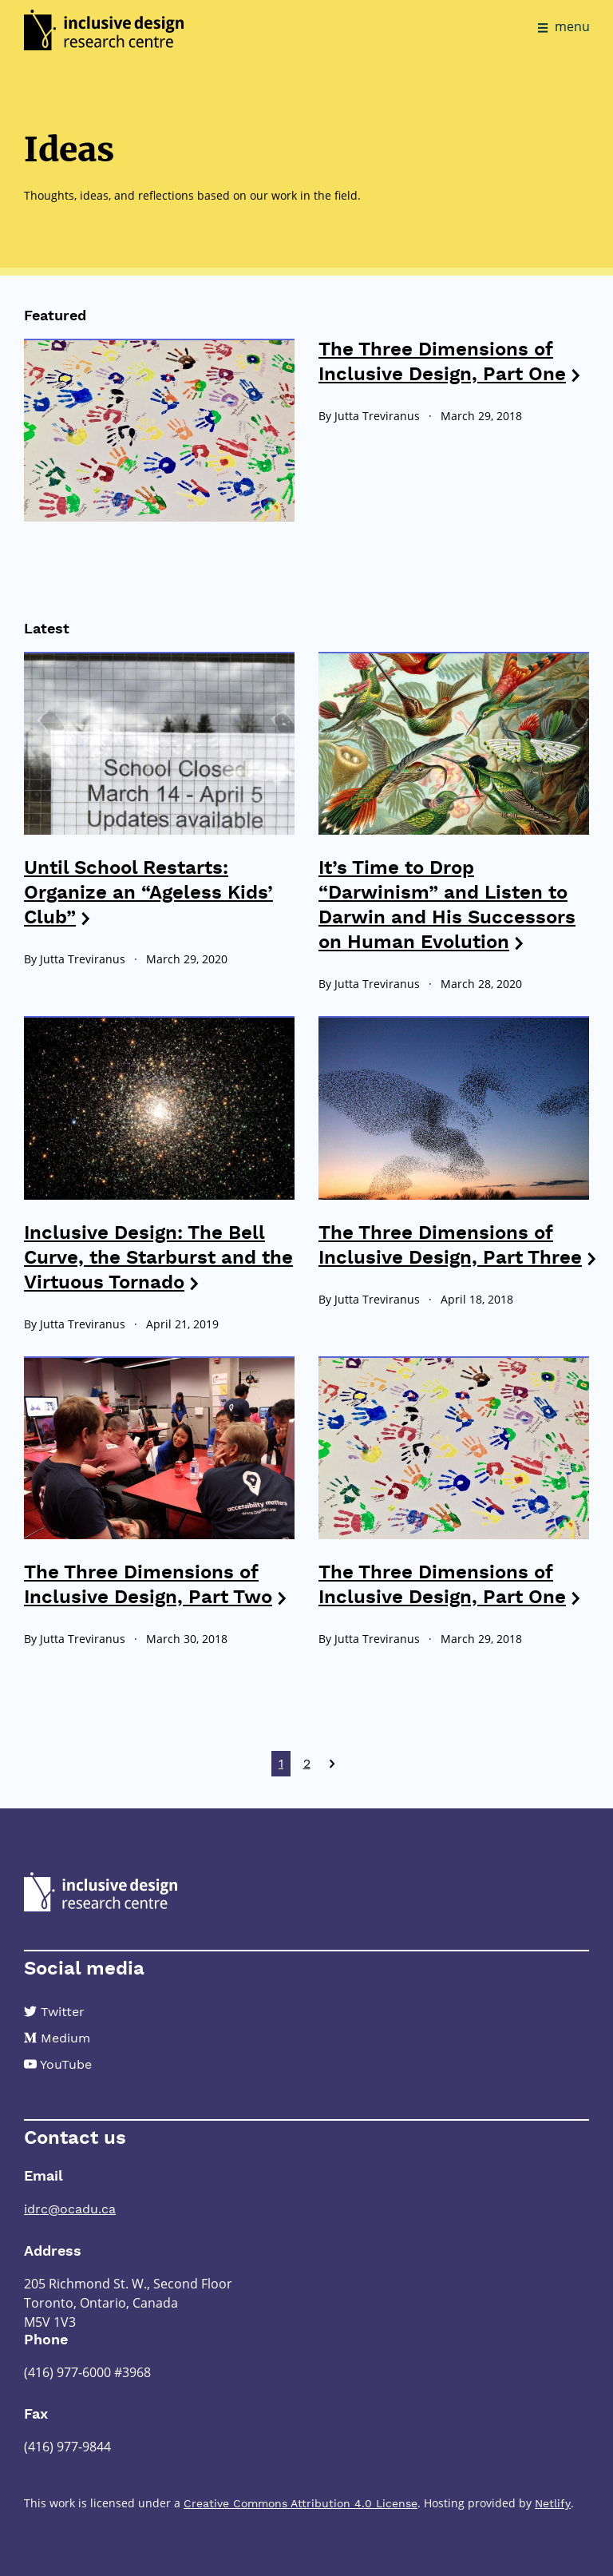 inclusive design
research centre
menu
Ideas
Thoughts, ideas, and reflections based on our work in the field.
Featured
The Three Dimensions of
Inclusive Design, Part One
By Jutta Treviranus · March 29, 2018
Latest
School Closed
March 14 - April 5
Updates available
Until School Restarts:
Organize an “Ageless Kids’
Club”
By Jutta Treviranus · March 29, 2020
It’s Time to Drop
“Darwinism” and Listen to
Darwin and His Successors
on Human Evolution
By Jutta Treviranus · March 28, 2020
Inclusive Design: The Bell
Curve, the Starburst and the
Virtuous Tornado
By Jutta Treviranus · April 21, 2019
The Three Dimensions of
Inclusive Design, Part Three
By Jutta Treviranus · April 18, 2018
accessibility matters
The Three Dimensions of
Inclusive Design, Part Two
By Jutta Treviranus · March 30, 2018
The Three Dimensions of
Inclusive Design, Part One
By Jutta Treviranus · March 29, 2018
1 2
inclusive design
research centre
Social media
Twitter
Medium
YouTube
Contact us
Email
idrc@ocadu.ca
Address
205 Richmond St. W., Second Floor
Toronto, Ontario, Canada
M5V 1V3
Phone
(416) 977-6000 #3968
Fax
(416) 977-9844
This work is licensed under a Creative Commons Attribution 4.0 License. Hosting provided by Netlify.